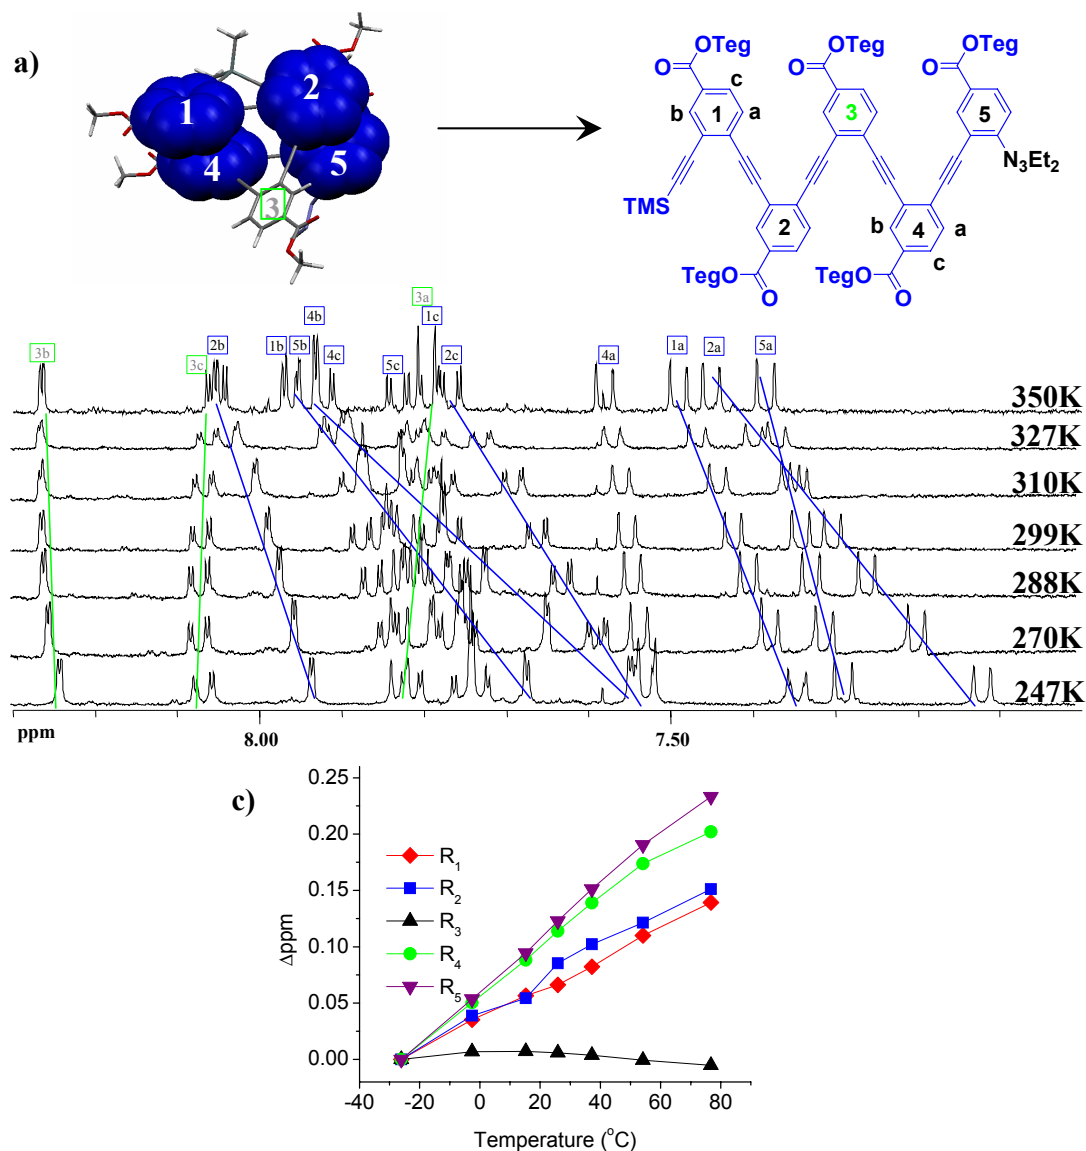 a)
1
2
4
5
3
OTeg
OTeg
OTeg
O
O
O
c
b
1
a
3
5
N3Et2
TMS
2
b
4
a
c
TegO
O
TegO
O
3b
3c
2b
1b
5b
4b
4c
5c
3a
1c
2c
4a
1a
2a
5a
350K
327K
310K
299K
288K
270K
247K
ppm
8.00
7.50
c)
0.25
0.20
0.15
0.10
0.05
0.00
Δppm
R1
R2
R3
R4
R5
-40
-20
0
20
40
60
80
Temperature (°C)